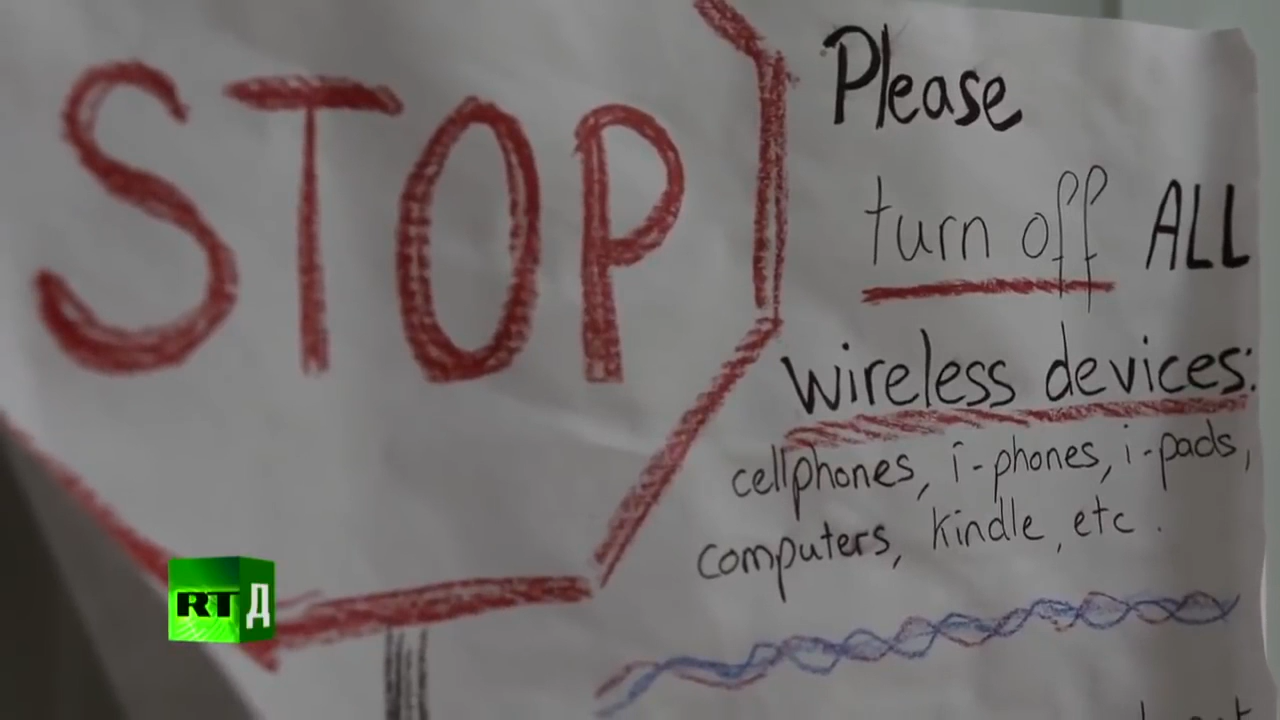 STOP
Please
turn off ALL
wireless devices:
cellphones, i-phones, i-pads,
computers, kindle, etc.
RTД